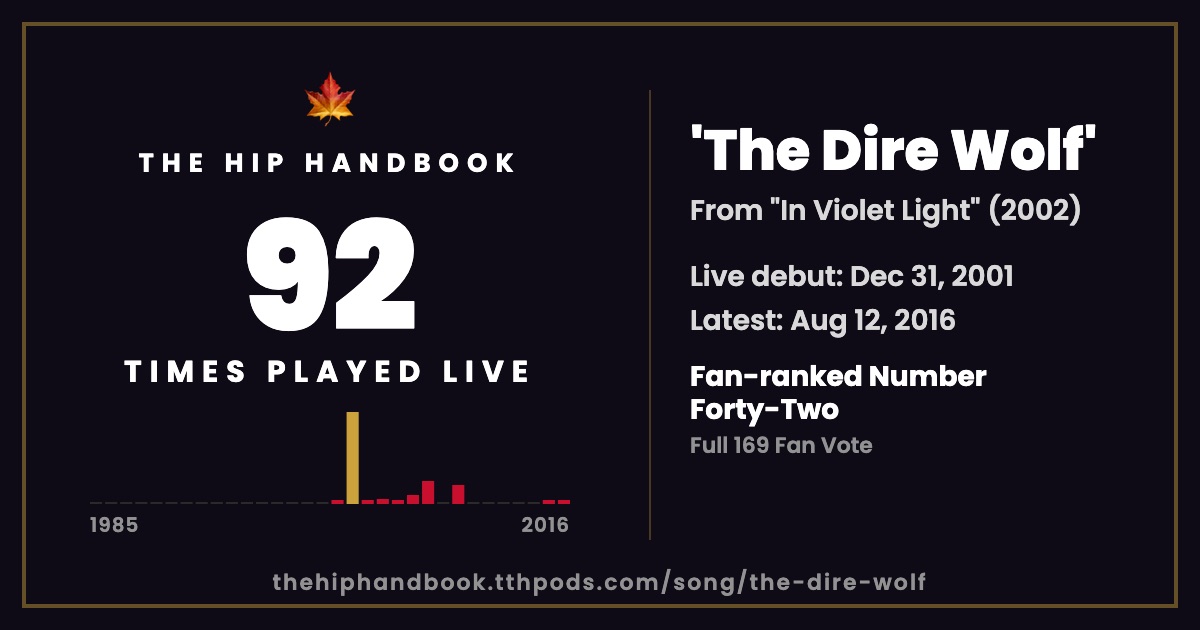 THE HIP HANDBOOK
92
TIMES PLAYED LIVE
1985 2016
'The Dire Wolf'
From "In Violet Light" (2002)
Live debut: Dec 31, 2001
Latest: Aug 12, 2016
Fan-ranked Number
Forty-Two
Full 169 Fan Vote
thehiphandbook.tthpods.com/song/the-dire-wolf